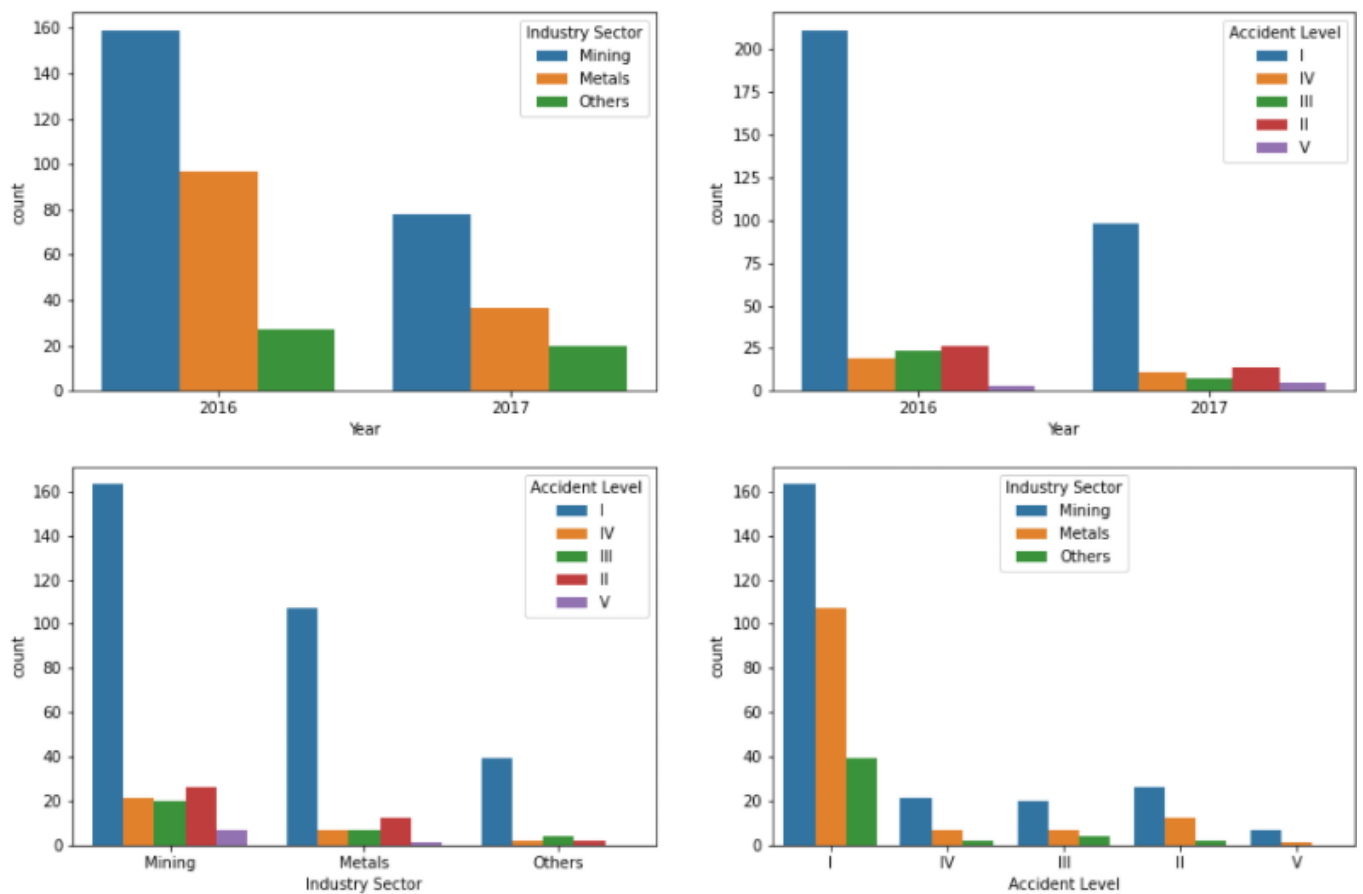 160
140
120
100
80
60
40
20
0
count
2016
2017
Year
Industry Sector
Mining
Metals
Others
200
175
150
125
100
75
50
25
0
count
2016
2017
Year
Accident Level
I
IV
III
II
V
160
140
120
100
80
60
40
20
0
count
Mining
Metals
Others
Industry Sector
Accident Level
I
IV
III
II
V
160
140
120
100
80
60
40
20
0
count
I
IV
III
II
V
Accident Level
Industry Sector
Mining
Metals
Others